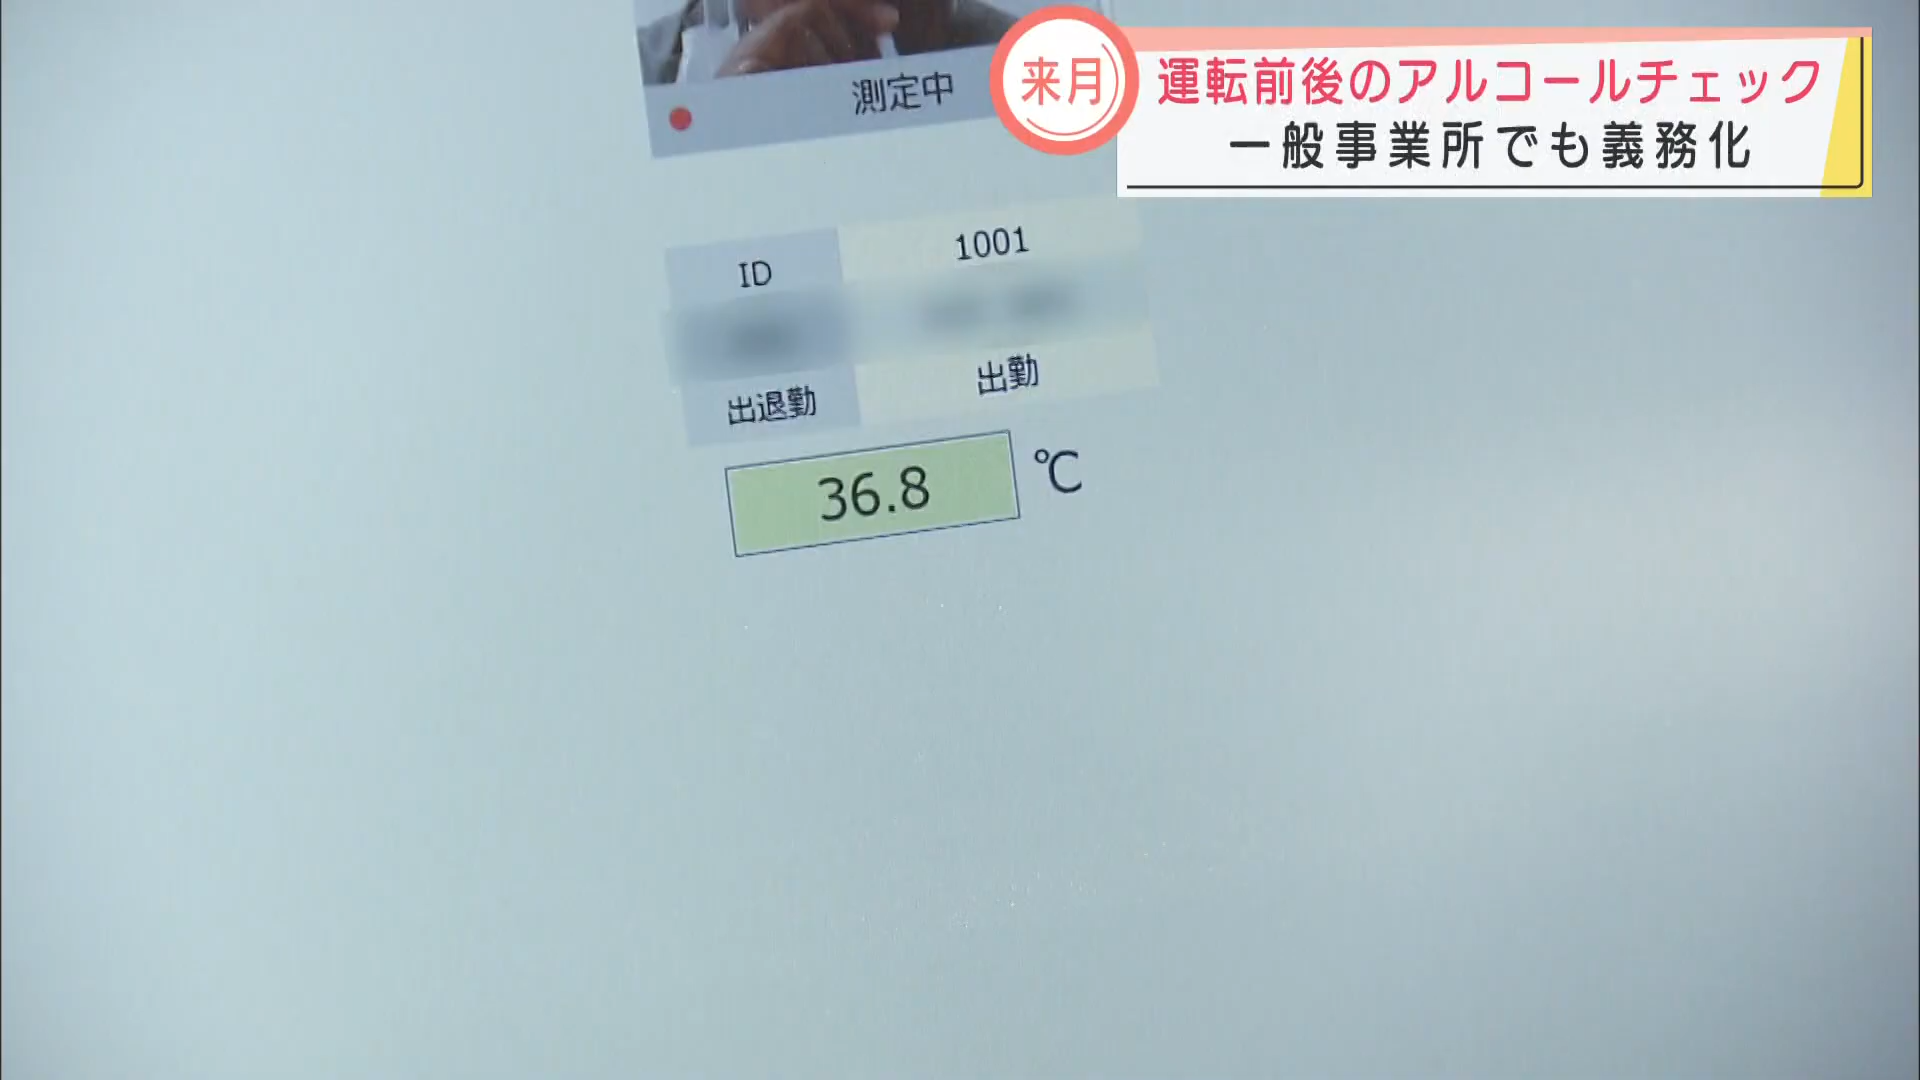 来月
運転前後のアルコールチェック
一般事業所でも義務化
測定中
ID 1001
出退勤 出勤
36.8 ℃